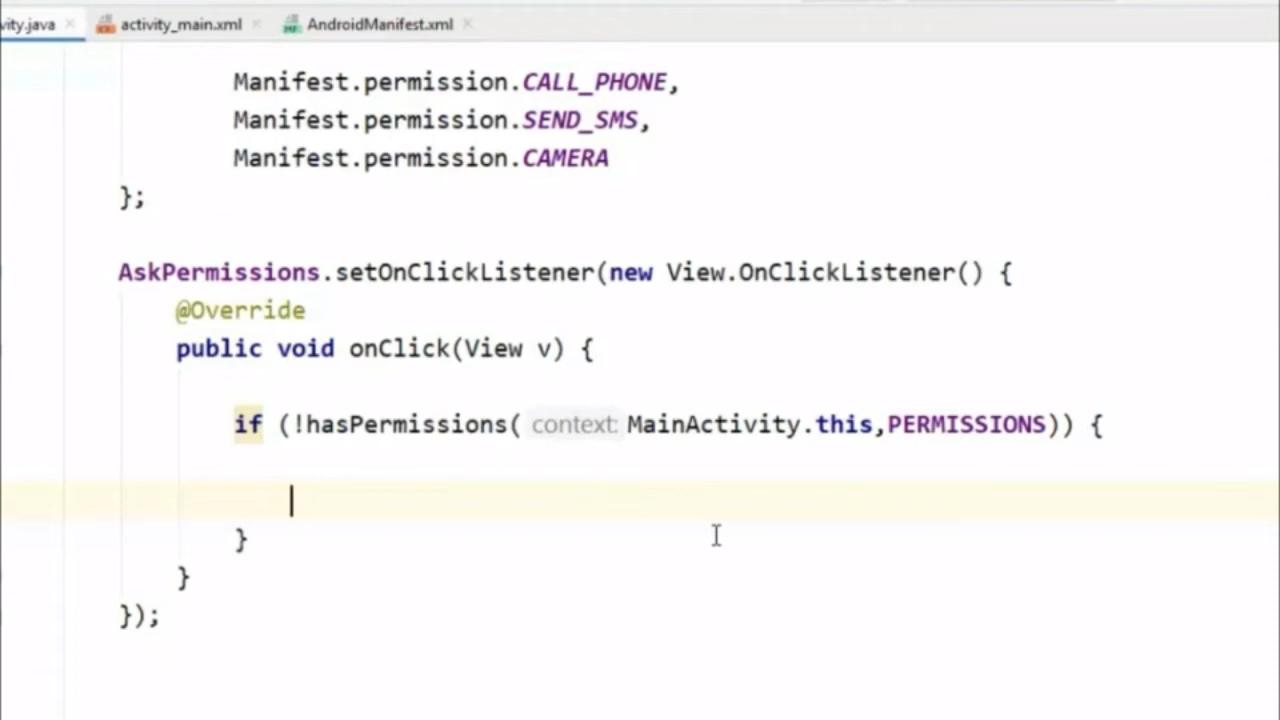 vity.java activity_main.xml AndroidManifest.xml
Manifest.permission.CALL_PHONE,
Manifest.permission.SEND_SMS,
Manifest.permission.CAMERA
};
AskPermissions.setOnClickListener(new View.OnClickListener() {
@Override
public void onClick(View v) {
if (!hasPermissions( context: MainActivity.this,PERMISSIONS)) {
}
}
});